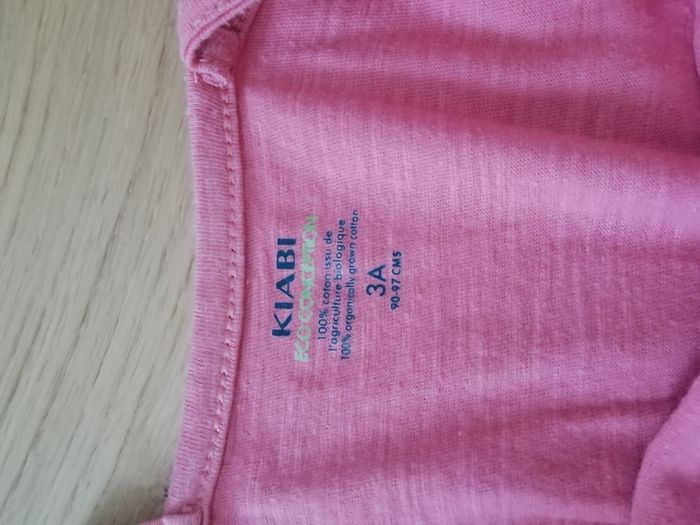 KIABI
ECO CONCEPTION
100% coton issu de
l'agriculture biologique
100% organically grown cotton
3A
90-97 CMS